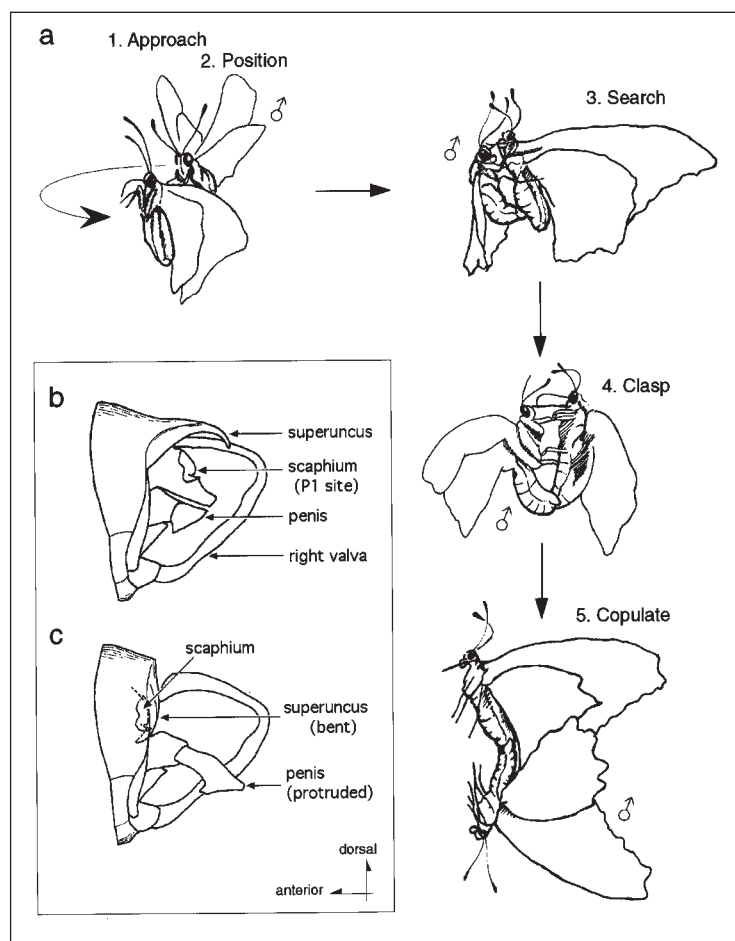 a
1. Approach
2. Position
♂
3. Search
♂
4. Clasp
♂
5. Copulate
♂
b
superuncus
scaphium
(P1 site)
penis
right valva
c
scaphium
superuncus
(bent)
penis
(protruded)
dorsal
anterior